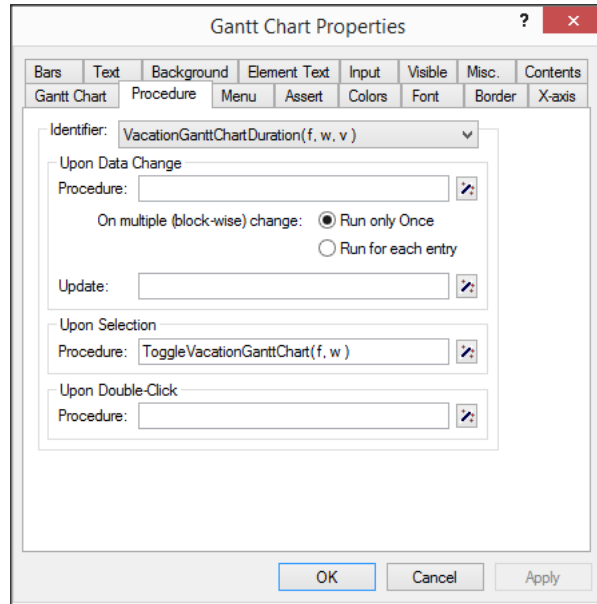 Gantt Chart Properties ? ×
Bars Text Background Element Text Input Visible Misc. Contents
Gantt Chart Procedure Menu Assert Colors Font Border X-axis
Identifier: VacationGanttChartDuration( f, w, v )
Upon Data Change
Procedure:
On multiple (block-wise) change: Run only Once
Run for each entry
Update:
Upon Selection
Procedure: ToggleVacationGanttChart( f, w )
Upon Double-Click
Procedure:
OK Cancel Apply